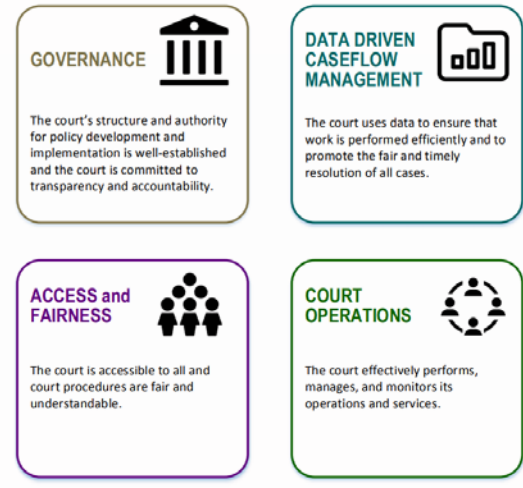 GOVERNANCE
The court's structure and authority
for policy development and
implementation is well-established
and the court is committed to
transparency and accountability.
DATA DRIVEN
CASEFLOW
MANAGEMENT
The court uses data to ensure that
work is performed efficiently and to
promote the fair and timely
resolution of all cases.
ACCESS and
FAIRNESS
The court is accessible to all and
court procedures are fair and
understandable.
COURT
OPERATIONS
The court effectively performs,
manages, and monitors its
operations and services.